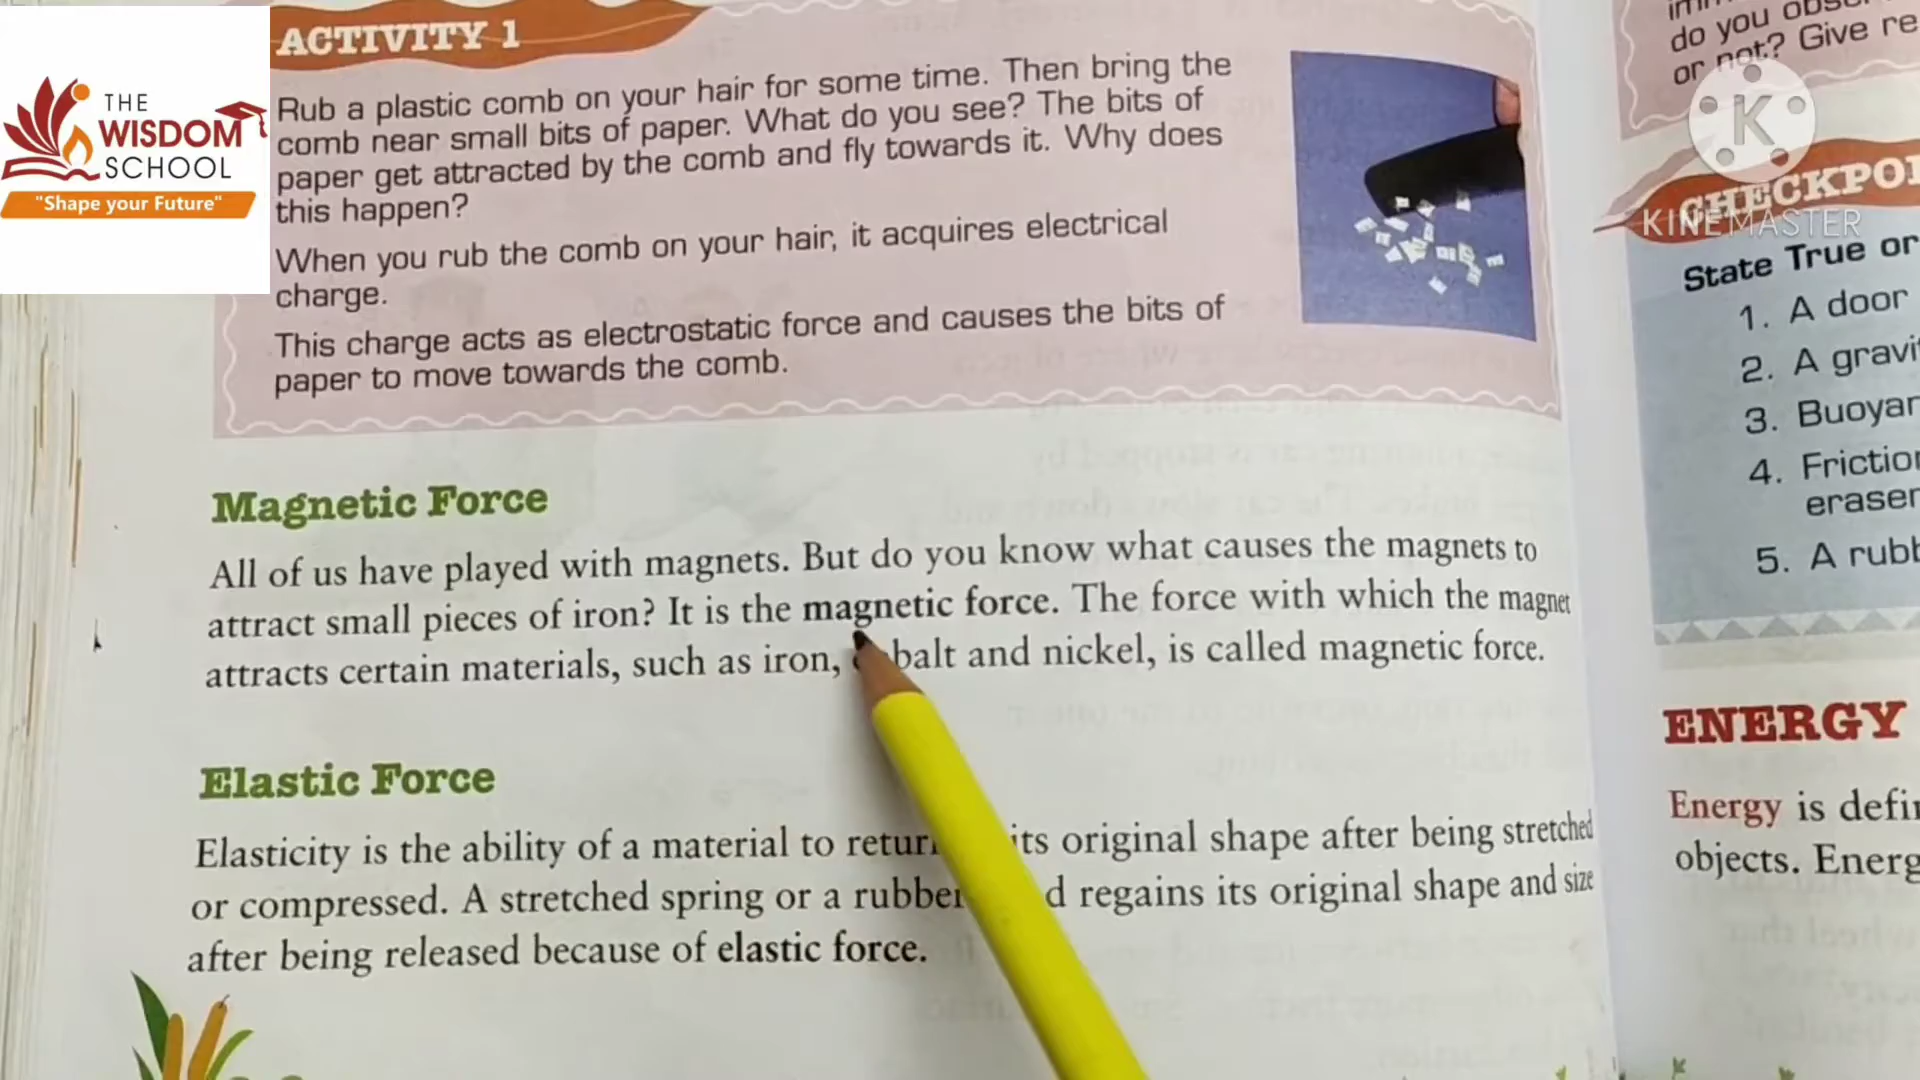 THE
WISDOM
SCHOOL
"Shape your Future"
ACTIVITY 1
Rub a plastic comb on your hair for some time. Then bring the
comb near small bits of paper. What do you see? The bits of
paper get attracted by the comb and fly towards it. Why does
this happen?
When you rub the comb on your hair, it acquires electrical
charge.
This charge acts as electrostatic force and causes the bits of
paper to move towards the comb.
Magnetic Force
All of us have played with magnets. But do you know what causes the magnets to
attract small pieces of iron? It is the magnetic force. The force with which the magnet
attracts certain materials, such as iron, balt and nickel, is called magnetic force.
Elastic Force
Elasticity is the ability of a material to retur its original shape after being stretched
or compressed. A stretched spring or a rubber d regains its original shape and size
after being released because of elastic force.
do you obs
or not? Give re
K
KINEMASTER
CHECKPOI
State True or
1. A door
2. A gravi
3. Buoyar
4. Friction
eraser
5. A rubb
ENERGY
Energy is defin
objects. Energ